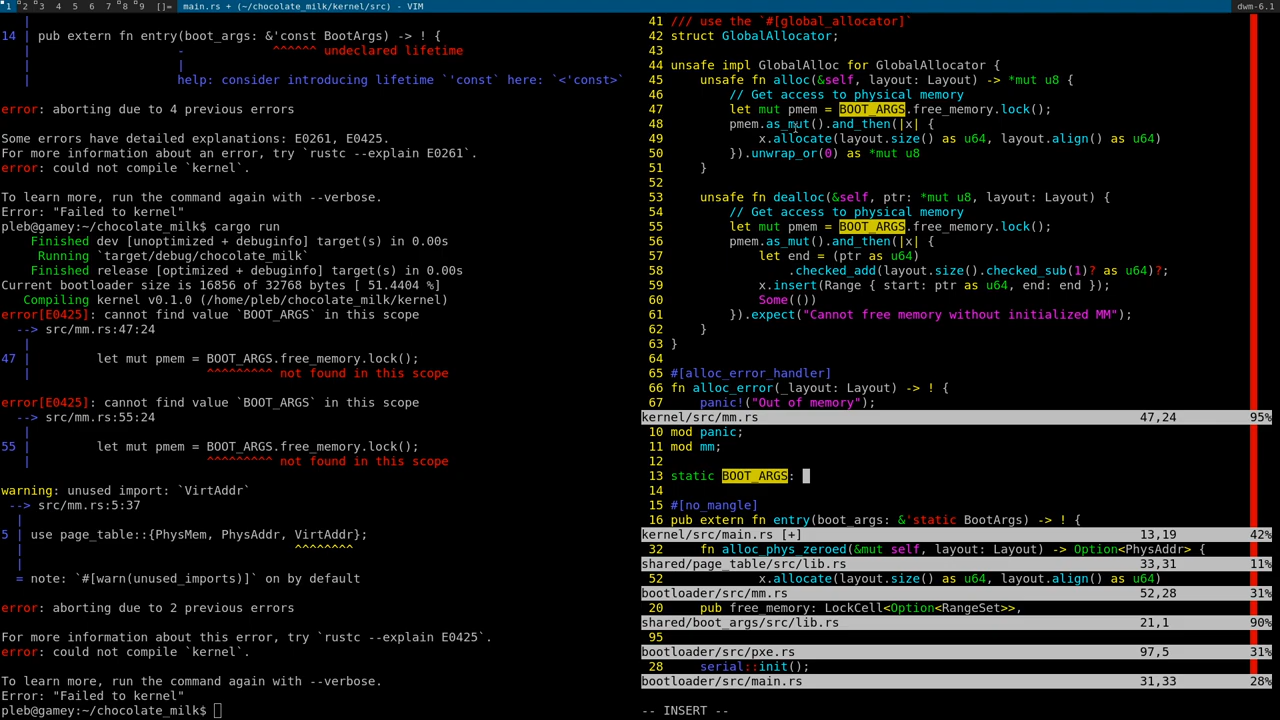 1 2 3 4 5 6 7 8 9 []= main.rs + (~/chocolate_milk/kernel/src) - VIM dwm-6.1
|
14 | pub extern fn entry(boot_args: &'const BootArgs) -> ! {
| - ^^^^^^ undeclared lifetime
| |
| help: consider introducing lifetime `'const` here: `<'const>`
error: aborting due to 4 previous errors
Some errors have detailed explanations: E0261, E0425.
For more information about an error, try `rustc --explain E0261`.
error: could not compile `kernel`.
To learn more, run the command again with --verbose.
Error: "Failed to kernel"
pleb@gamey:~/chocolate_milk$ cargo run
Finished dev [unoptimized + debuginfo] target(s) in 0.00s
Running `target/debug/chocolate_milk`
Finished release [optimized + debuginfo] target(s) in 0.00s
Current bootloader size is 16856 of 32768 bytes [ 51.4404 %]
Compiling kernel v0.1.0 (/home/pleb/chocolate_milk/kernel)
error[E0425]: cannot find value `BOOT_ARGS` in this scope
--> src/mm.rs:47:24
|
47 | let mut pmem = BOOT_ARGS.free_memory.lock();
| ^^^^^^^^^ not found in this scope
error[E0425]: cannot find value `BOOT_ARGS` in this scope
--> src/mm.rs:55:24
|
55 | let mut pmem = BOOT_ARGS.free_memory.lock();
| ^^^^^^^^^ not found in this scope
warning: unused import: `VirtAddr`
--> src/mm.rs:5:37
|
5 | use page_table::{PhysMem, PhysAddr, VirtAddr};
| ^^^^^^^^
|
= note: `#[warn(unused_imports)]` on by default
error: aborting due to 2 previous errors
For more information about this error, try `rustc --explain E0425`.
error: could not compile `kernel`.
To learn more, run the command again with --verbose.
Error: "Failed to kernel"
pleb@gamey:~/chocolate_milk$
41 /// use the `#[global_allocator]`
42 struct GlobalAllocator;
43
44 unsafe impl GlobalAlloc for GlobalAllocator {
45 unsafe fn alloc(&self, layout: Layout) -> *mut u8 {
46 // Get access to physical memory
47 let mut pmem = BOOT_ARGS.free_memory.lock();
48 pmem.as_mut().and_then(|x| {
49 x.allocate(layout.size() as u64, layout.align() as u64)
50 }).unwrap_or(0) as *mut u8
51 }
52
53 unsafe fn dealloc(&self, ptr: *mut u8, layout: Layout) {
54 // Get access to physical memory
55 let mut pmem = BOOT_ARGS.free_memory.lock();
56 pmem.as_mut().and_then(|x| {
57 let end = (ptr as u64)
58 .checked_add(layout.size().checked_sub(1)? as u64)?;
59 x.insert(Range { start: ptr as u64, end: end });
60 Some(())
61 }).expect("Cannot free memory without initialized MM");
62 }
63 }
64
65 #[alloc_error_handler]
66 fn alloc_error(_layout: Layout) -> ! {
67 panic!("Out of memory");
kernel/src/mm.rs 47,24 95%
10 mod panic;
11 mod mm;
12
13 static BOOT_ARGS:
14
15 #[no_mangle]
16 pub extern fn entry(boot_args: &'static BootArgs) -> ! {
kernel/src/main.rs [+] 13,19 42%
32 fn alloc_phys_zeroed(&mut self, layout: Layout) -> Option<PhysAddr> {
shared/page_table/src/lib.rs 33,31 11%
52 x.allocate(layout.size() as u64, layout.align() as u64)
bootloader/src/mm.rs 52,28 31%
20 pub free_memory: LockCell<Option<RangeSet>>,
shared/boot_args/src/lib.rs 21,1 90%
95
bootloader/src/pxe.rs 97,5 31%
28 serial::init();
bootloader/src/main.rs 31,33 28%
-- INSERT --